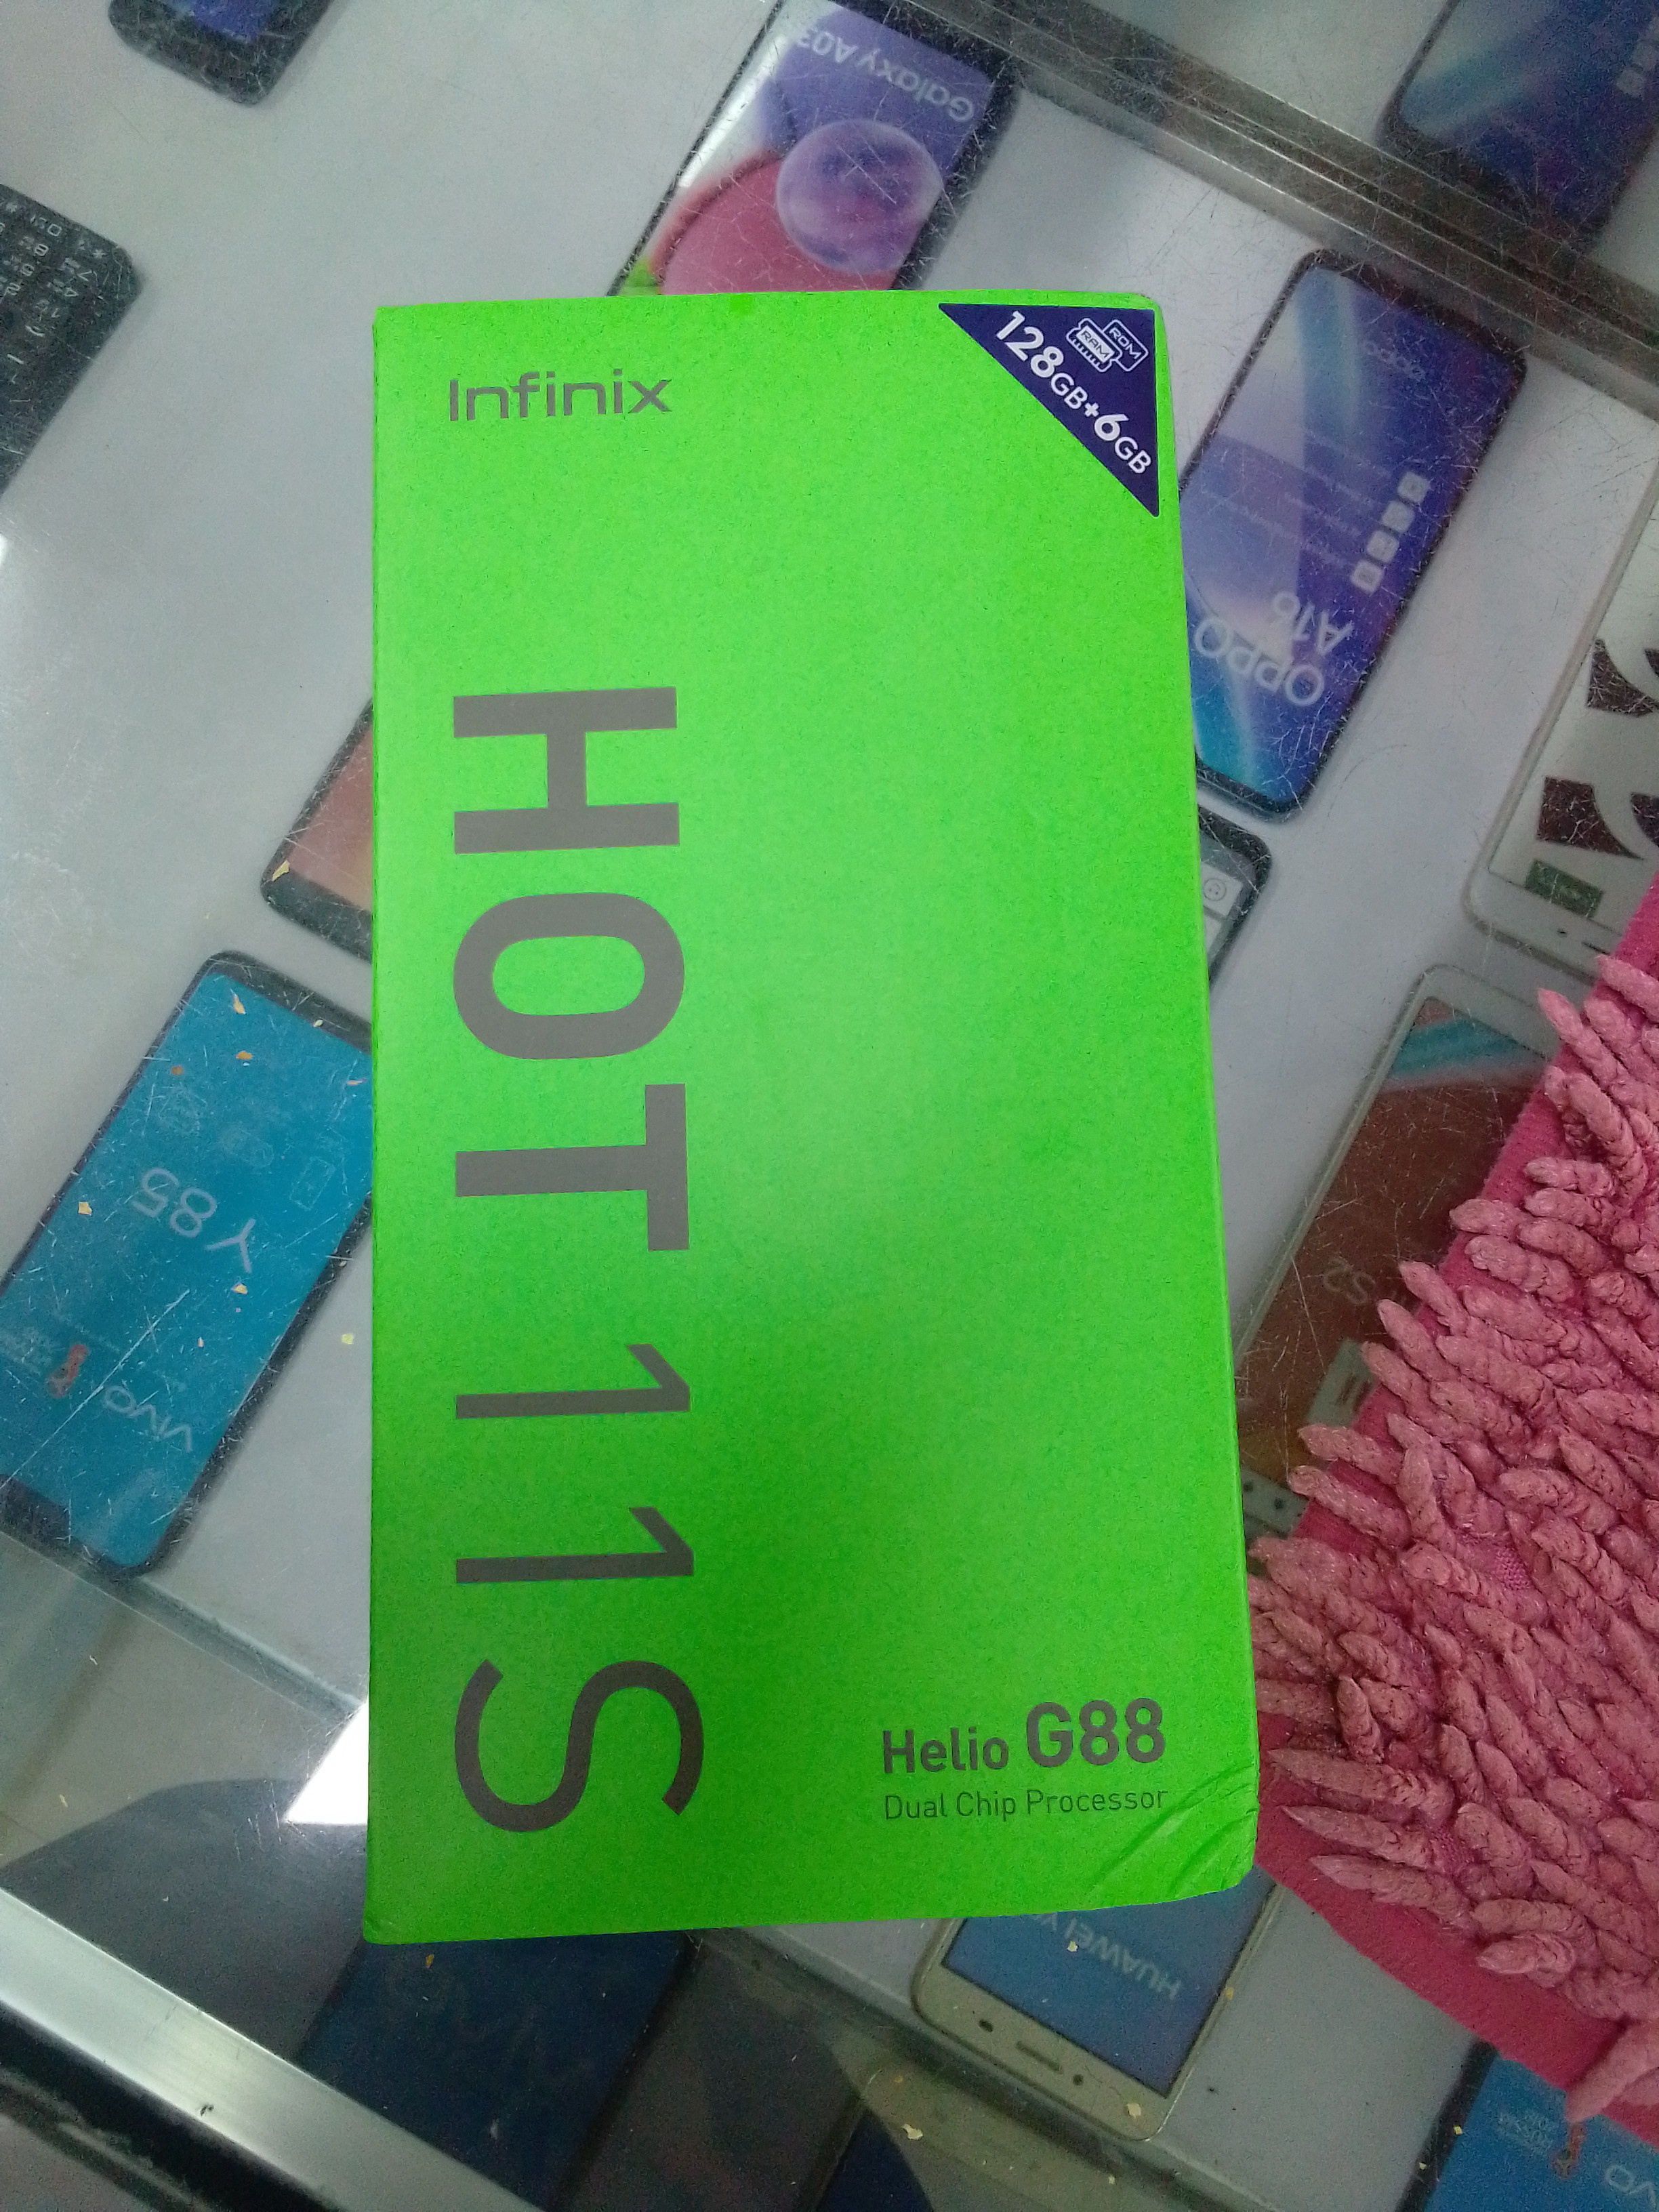 Galaxy A03
Infinix
ROM
RAM
128GB+6GB
OPPO
A16
HOT 11S
Y85
vivo
S2
Helio G88
Dual Chip Processor
HUAWEI